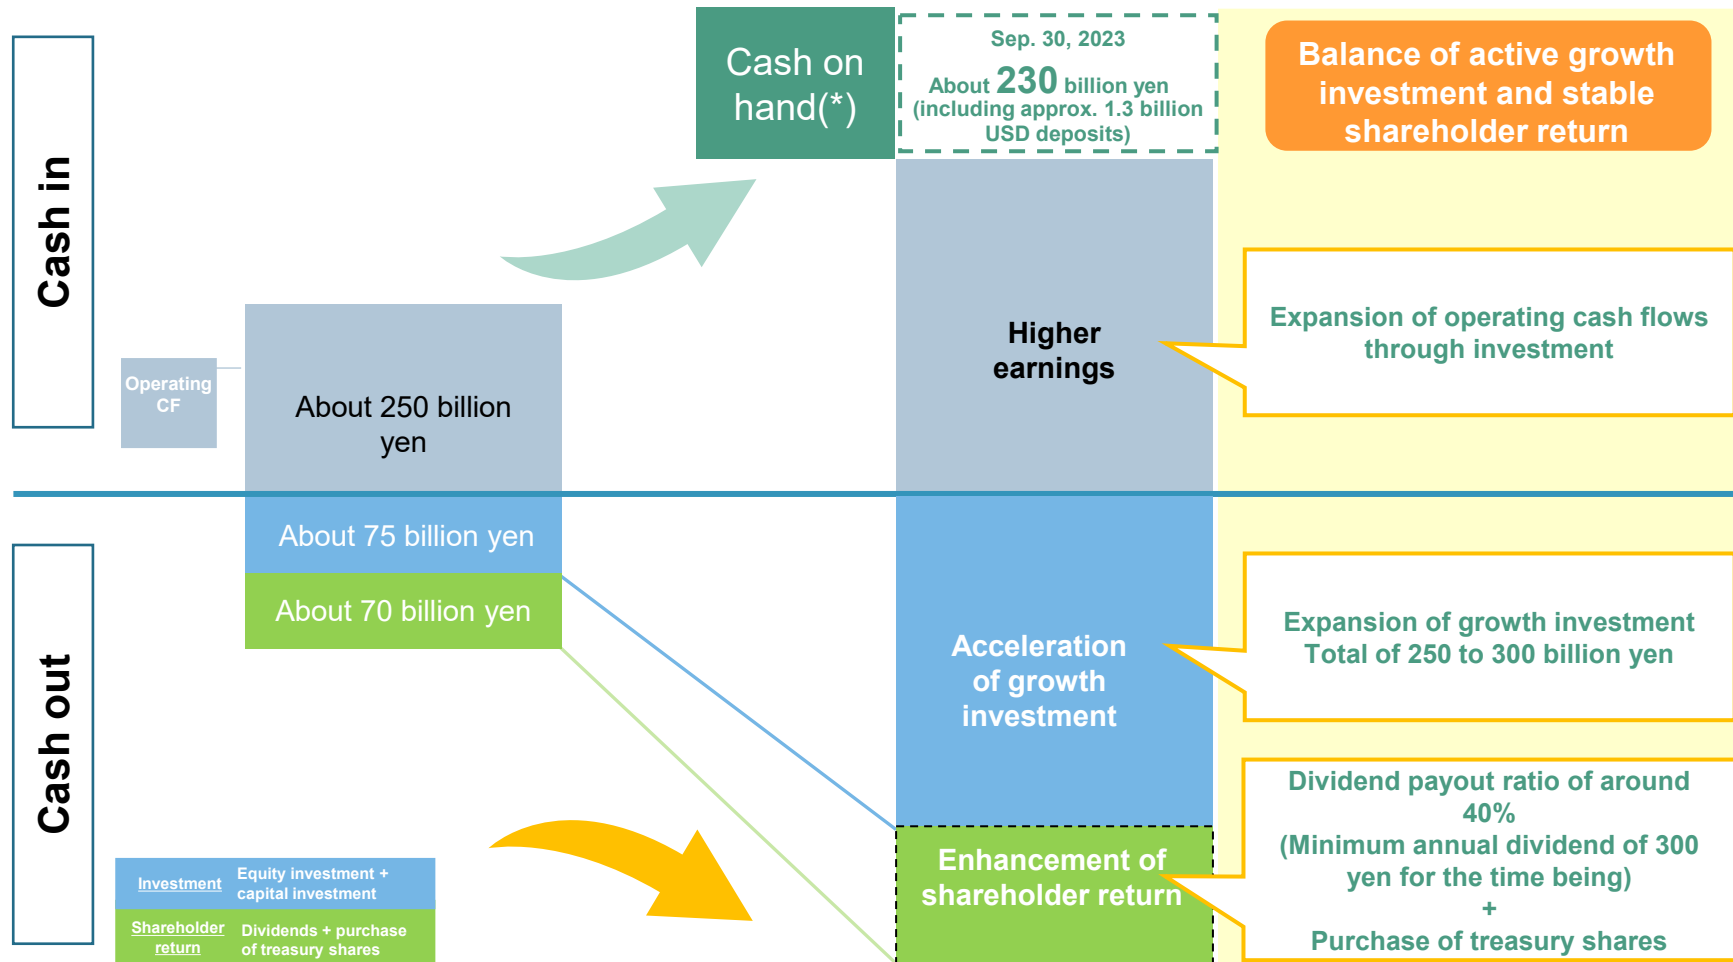 Cash in
Cash on
hand(*)
Sep. 30, 2023
About 230 billion yen
(including approx. 1.3 billion
USD deposits)
Balance of active growth
investment and stable
shareholder return
Operating
CF
About 250 billion
yen
Higher
earnings
Expansion of operating cash flows
through investment
Cash out
About 75 billion yen
About 70 billion yen
Acceleration
of growth
investment
Expansion of growth investment
Total of 250 to 300 billion yen
Enhancement of
shareholder return
Dividend payout ratio of around
40%
(Minimum annual dividend of 300
yen for the time being)
+
Purchase of treasury shares
Investment
Equity investment +
capital investment
Shareholder
return
Dividends + purchase
of treasury shares